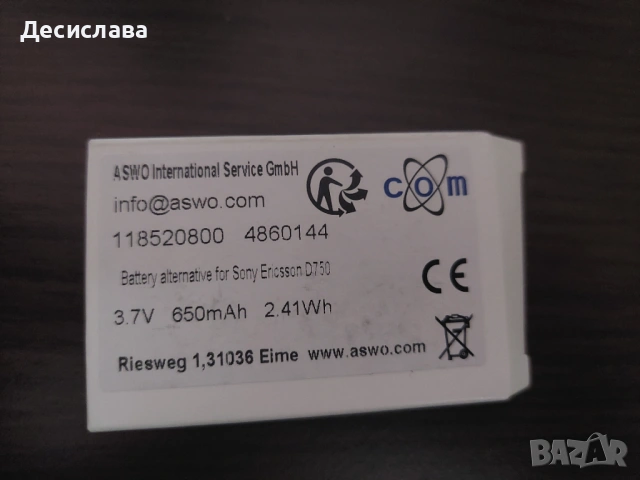 Десислава
ASWO International Service GmbH
info@aswo.com
com
118520800 4860144
Battery alternative for Sony Ericsson D750
CE
3.7V 650mAh 2.41Wh
Riesweg 1,31036 Eime www.aswo.com
BAZAR